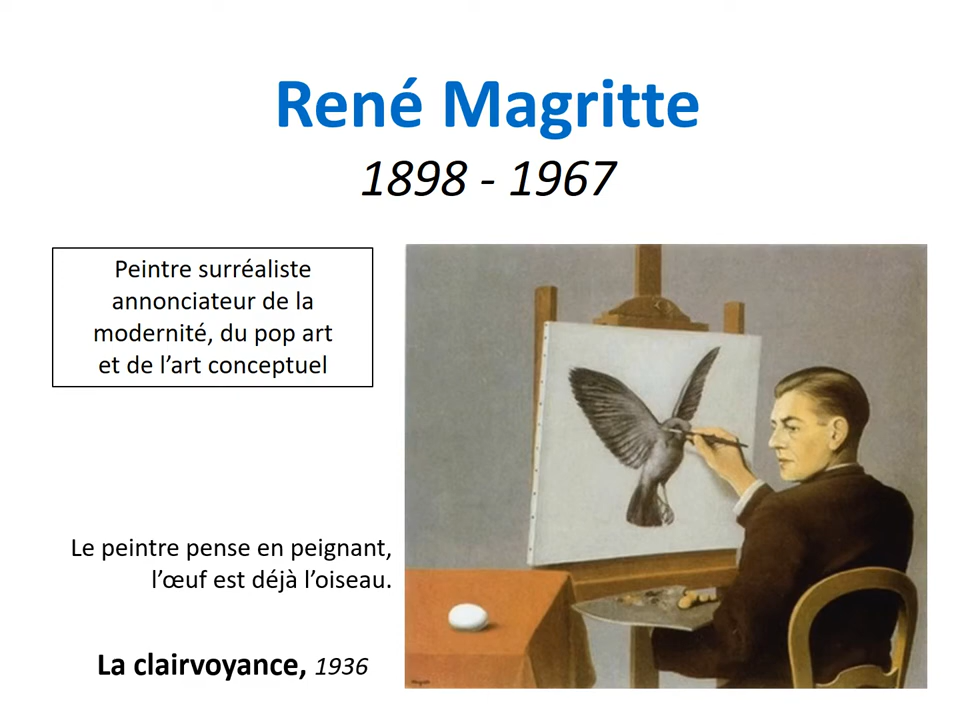 René Magritte
1898 - 1967
Peintre surréaliste
annonciateur de la
modernité, du pop art
et de l'art conceptuel
Le peintre pense en peignant,
l'œuf est déjà l'oiseau.
La clairvoyance, 1936